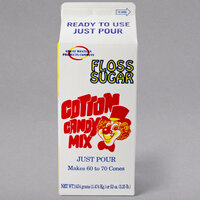 READY TO USE
JUST POUR
FLOSS
SUGAR
COTTON
CANDY
MIX
JUST POUR
Makes 60 to 70 Cones